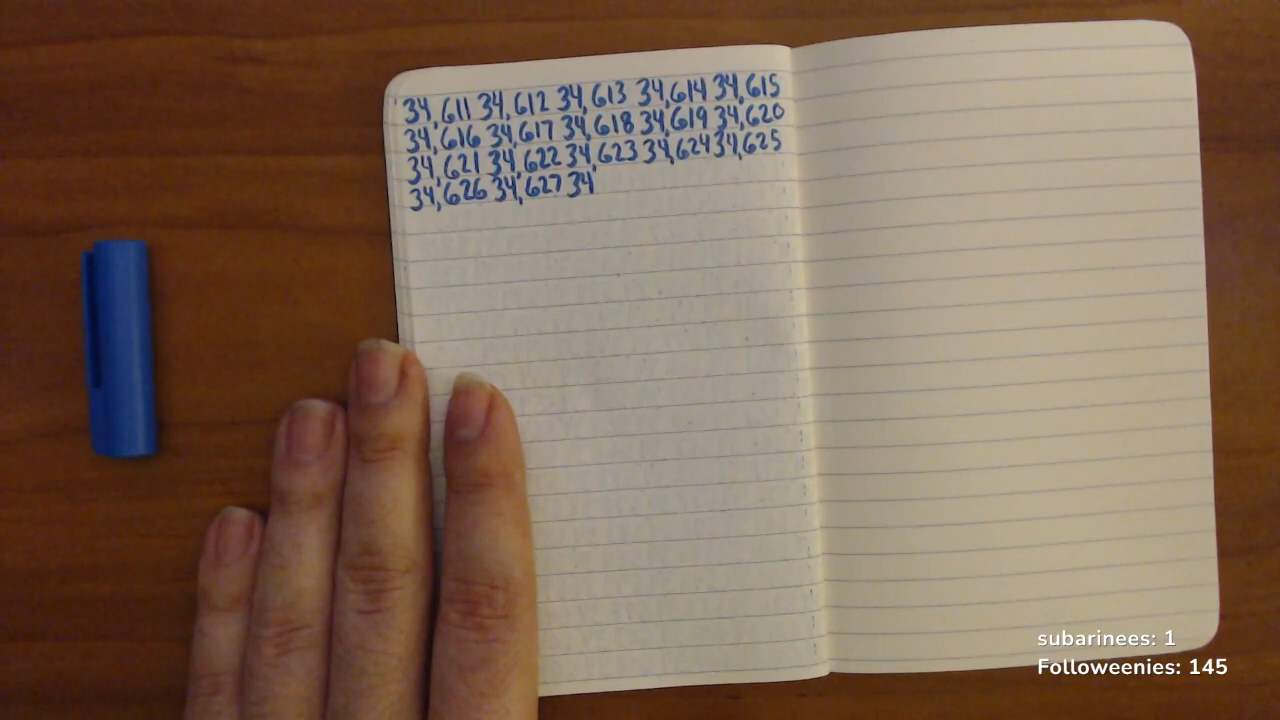 34,611 34,612 34,613 34,614 34,615
34,616 34,617 34,618 34,619 34,620
34,621 34,622 34,623 34,624 34,625
34,626 34,627 34
subarinees: 1
Followeenies: 145